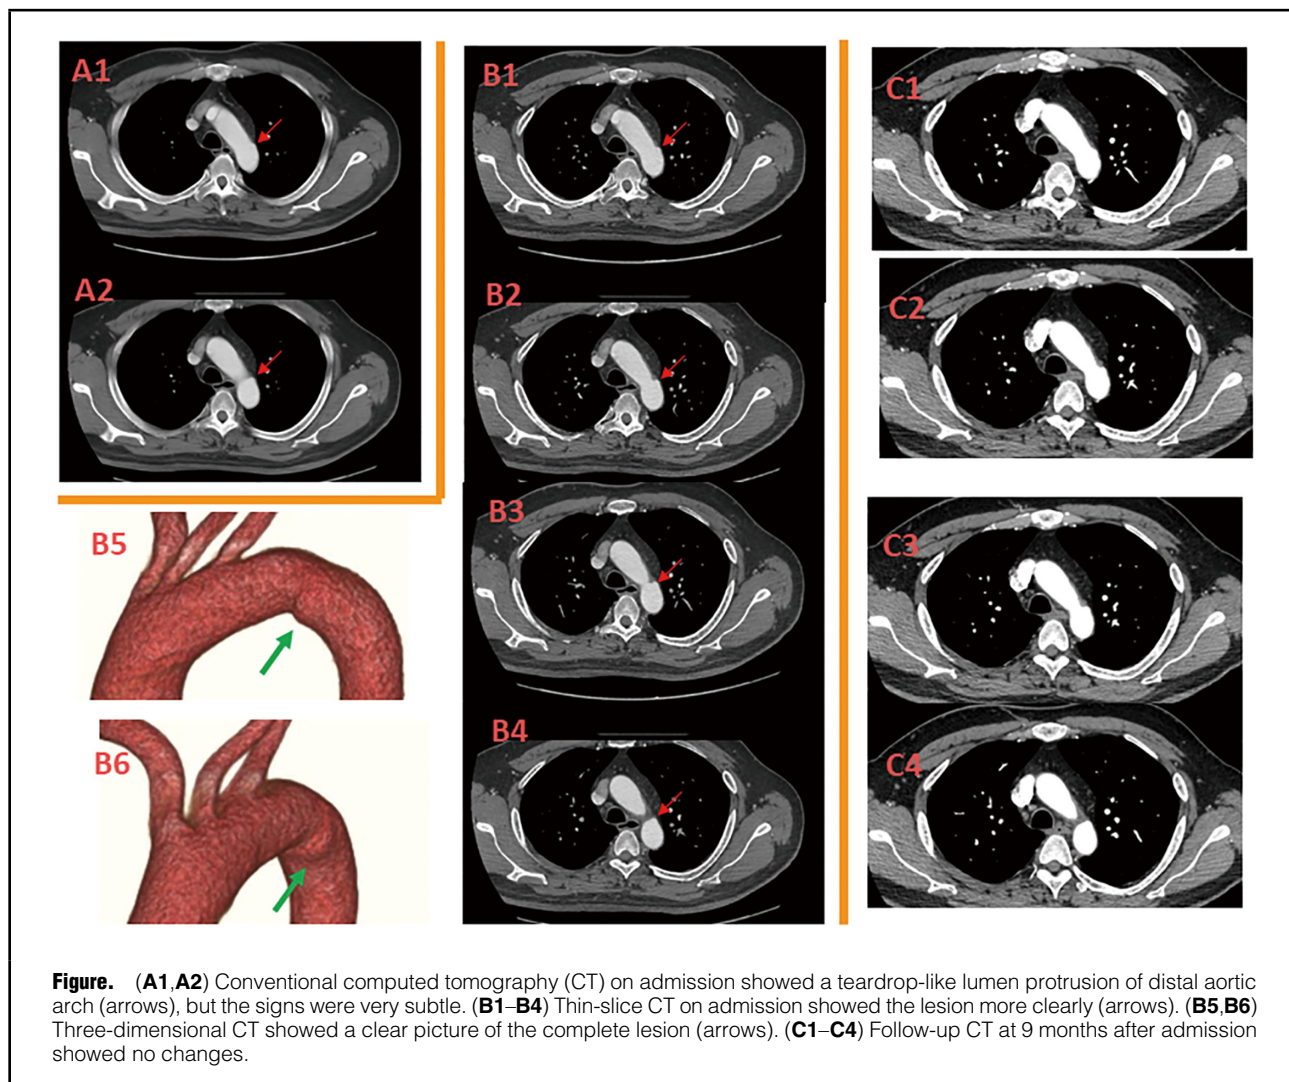 A1
A2
B1
B2
B3
B4
B5
B6
C1
C2
C3
C4
Figure. (A1,A2) Conventional computed tomography (CT) on admission showed a teardrop-like lumen protrusion of distal aortic
arch (arrows), but the signs were very subtle. (B1–B4) Thin-slice CT on admission showed the lesion more clearly (arrows). (B5,B6)
Three-dimensional CT showed a clear picture of the complete lesion (arrows). (C1–C4) Follow-up CT at 9 months after admission
showed no changes.